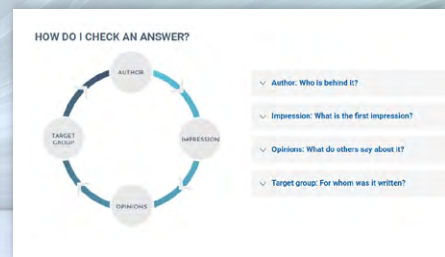 HOW DO I CHECK AN ANSWER?
AUTHOR
IMPRESSION
OPINIONS
TARGET
GROUP
Author: Who is behind it?
Impression: What is the first impression?
Opinions: What do others say about it?
Target group: For whom was it written?